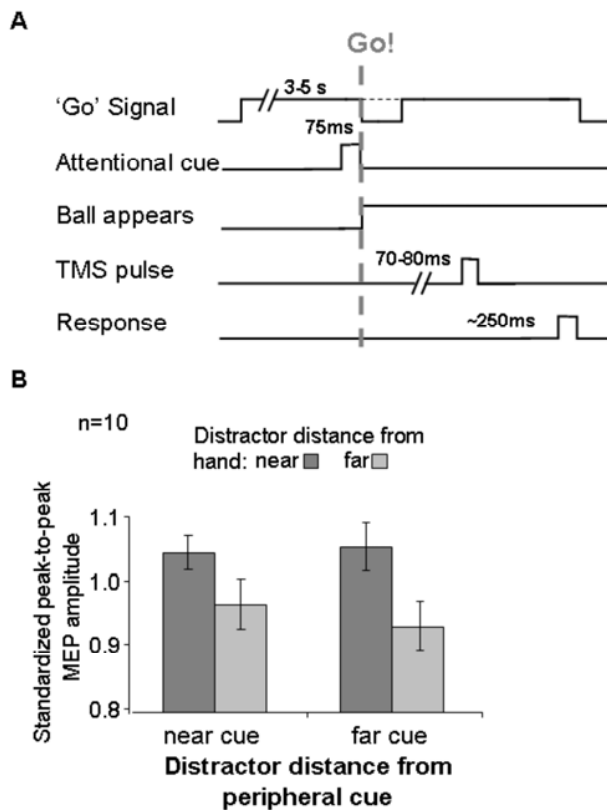 A
Go!
'Go' Signal
3-5 s
75ms
Attentional cue
Ball appears
TMS pulse
70-80ms
Response
~250ms
B
n=10
Distractor distance from
hand: near far
Standardized peak-to-peak
MEP amplitude
1.1
1.0
0.9
0.8
near cue far cue
Distractor distance from
peripheral cue